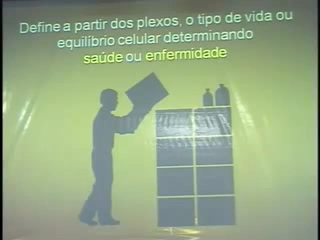 Define a partir dos plexos, o tipo de vida ou
equilíbrio celular determinando
saúde ou enfermidade